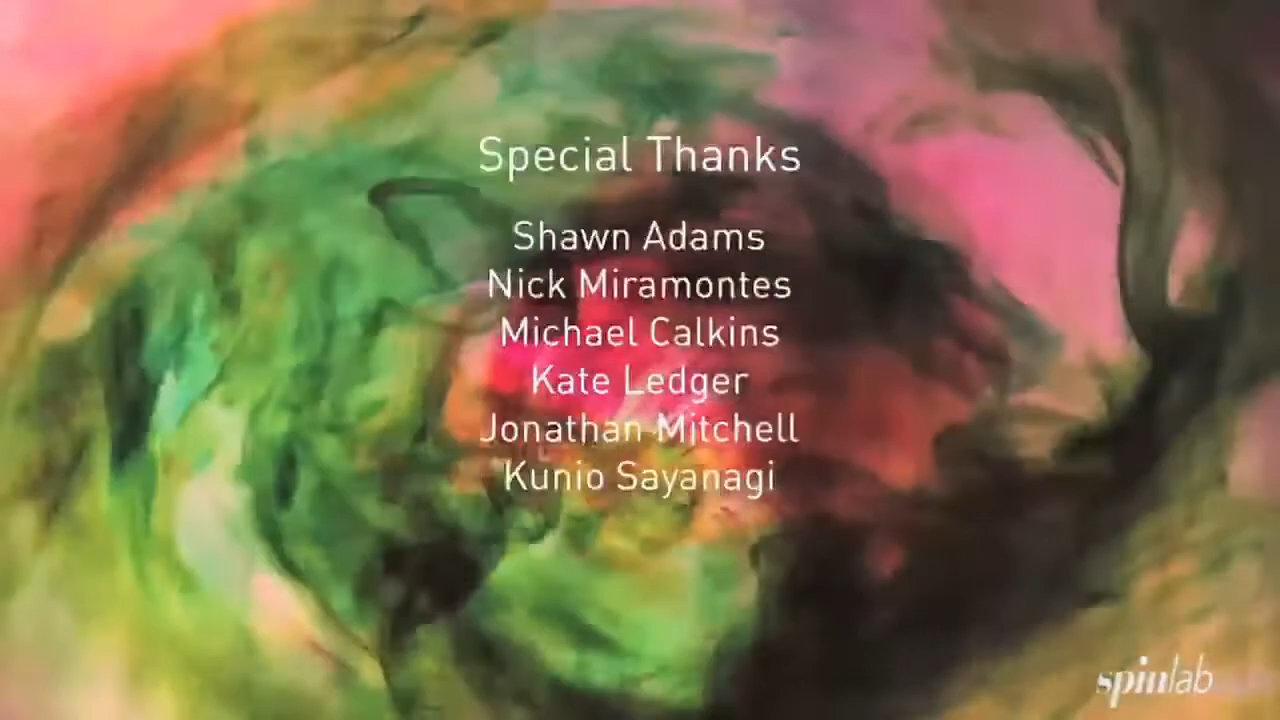 Special Thanks
Shawn Adams
Nick Miramontes
Michael Calkins
Kate Ledger
Jonathan Mitchell
Kunio Sayanagi
spinlab